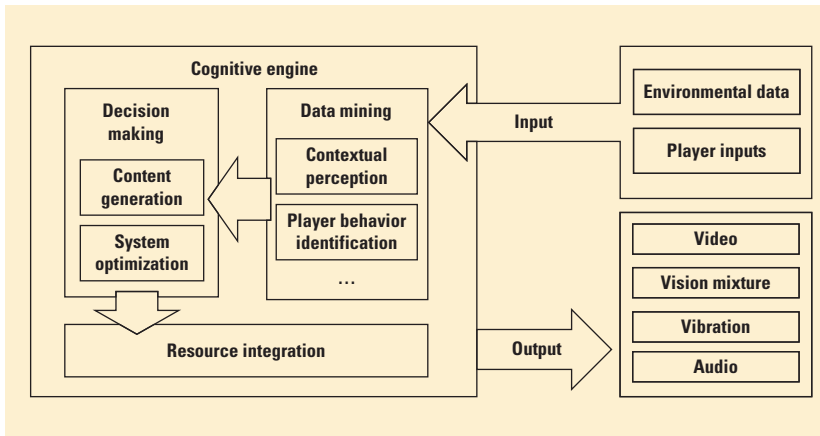 Cognitive engine
Decision
making
Content
generation
System
optimization
Data mining
Contextual
perception
Player behavior
identification
...
Resource integration
Input
Environmental data
Player inputs
Output
Video
Vision mixture
Vibration
Audio